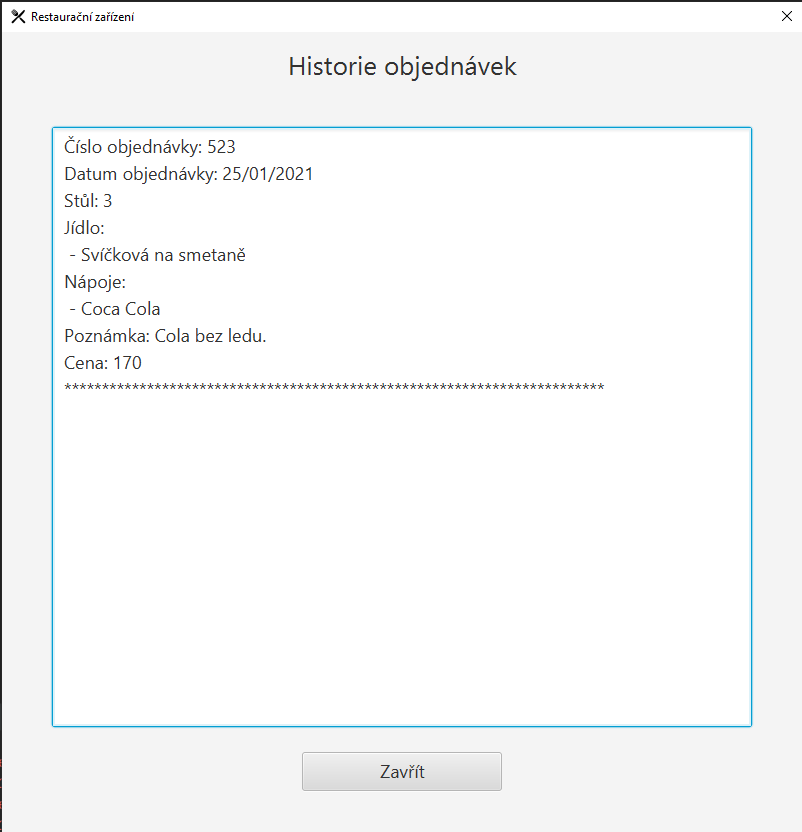 Restaurační zařízení
Historie objednávek
Číslo objednávky: 523
Datum objednávky: 25/01/2021
Stůl: 3
Jídlo:
- Svíčková na smetaně
Nápoje:
- Coca Cola
Poznámka: Cola bez ledu.
Cena: 170
************************************************************************
Zavřít